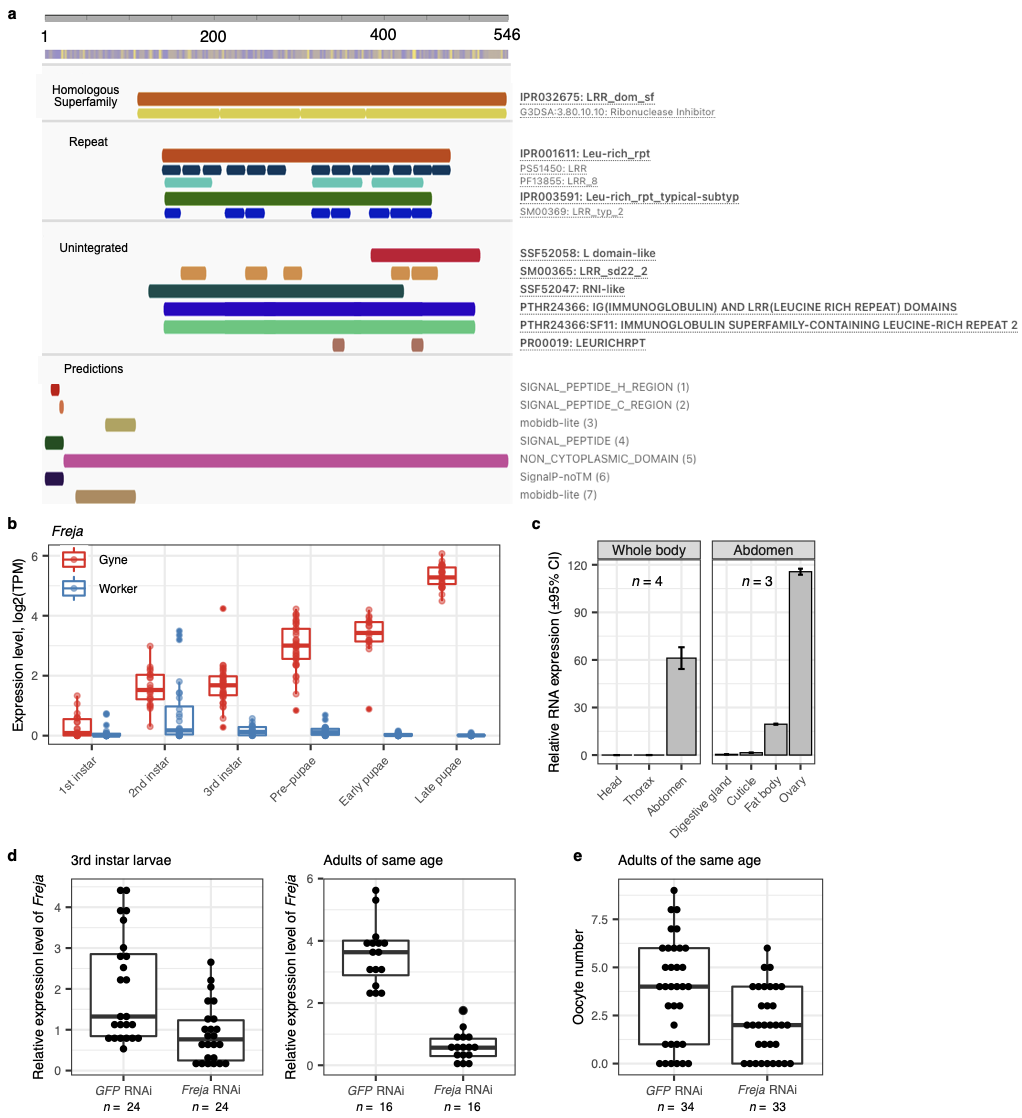 a
1
200
400
546
Homologous
Superfamily
IPR032675: LRR_dom_sf
G3DSA:3.80.10.10: Ribonuclease Inhibitor
Repeat
IPR001611: Leu-rich_rpt
PS51450: LRR
PF13855: LRR_8
IPR003591: Leu-rich_rpt_typical-subtyp
SM00369: LRR_typ_2
Unintegrated
SSF52058: L domain-like
SM00365: LRR_sd22_2
SSF52047: RNI-like
PTHR24366: IG(IMMUNOGLOBULIN) AND LRR(LEUCINE RICH REPEAT) DOMAINS
PTHR24366:SF11: IMMUNOGLOBULIN SUPERFAMILY-CONTAINING LEUCINE-RICH REPEAT 2
PR00019: LEURICHRPT
Predictions
SIGNAL_PEPTIDE_H_REGION (1)
SIGNAL_PEPTIDE_C_REGION (2)
mobidb-lite (3)
SIGNAL_PEPTIDE (4)
NON_CYTOPLASMIC_DOMAIN (5)
SignalP-noTM (6)
mobidb-lite (7)
b
Freja
Expression level, log2(TPM)
6
4
2
0
Gyne
Worker
1st instar
2nd instar
3rd instar
Pre-pupae
Early pupae
Late pupae
c
Relative RNA expression (±95% CI)
120
90
60
30
0
Whole body
n = 4
Head
Thorax
Abdomen
Abdomen
n = 3
Digestive gland
Cuticle
Fat body
Ovary
d
3rd instar larvae
Relative expression level of Freja
4
3
2
1
0
GFP RNAi
n = 24
Freja RNAi
n = 24
Adults of same age
Relative expression level of Freja
6
4
2
0
GFP RNAi
n = 16
Freja RNAi
n = 16
e
Adults of the same age
Oocyte number
7.5
5.0
2.5
0.0
GFP RNAi
n = 34
Freja RNAi
n = 33